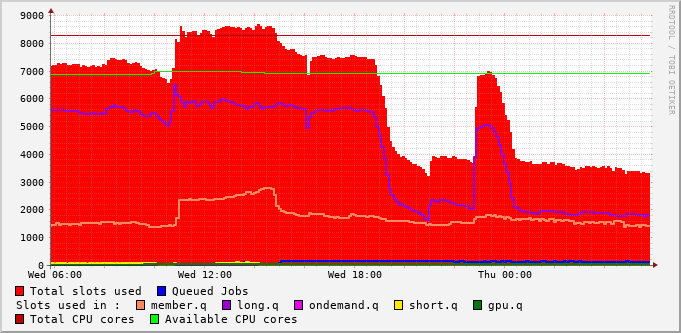 RRDTOOL / TOBI OETIKER
9000
8000
7000
6000
5000
4000
3000
2000
1000
0
Wed 06:00 Wed 12:00 Wed 18:00 Thu 00:00
Total slots used Queued Jobs
Slots used in : member.q long.q ondemand.q short.q gpu.q
Total CPU cores Available CPU cores